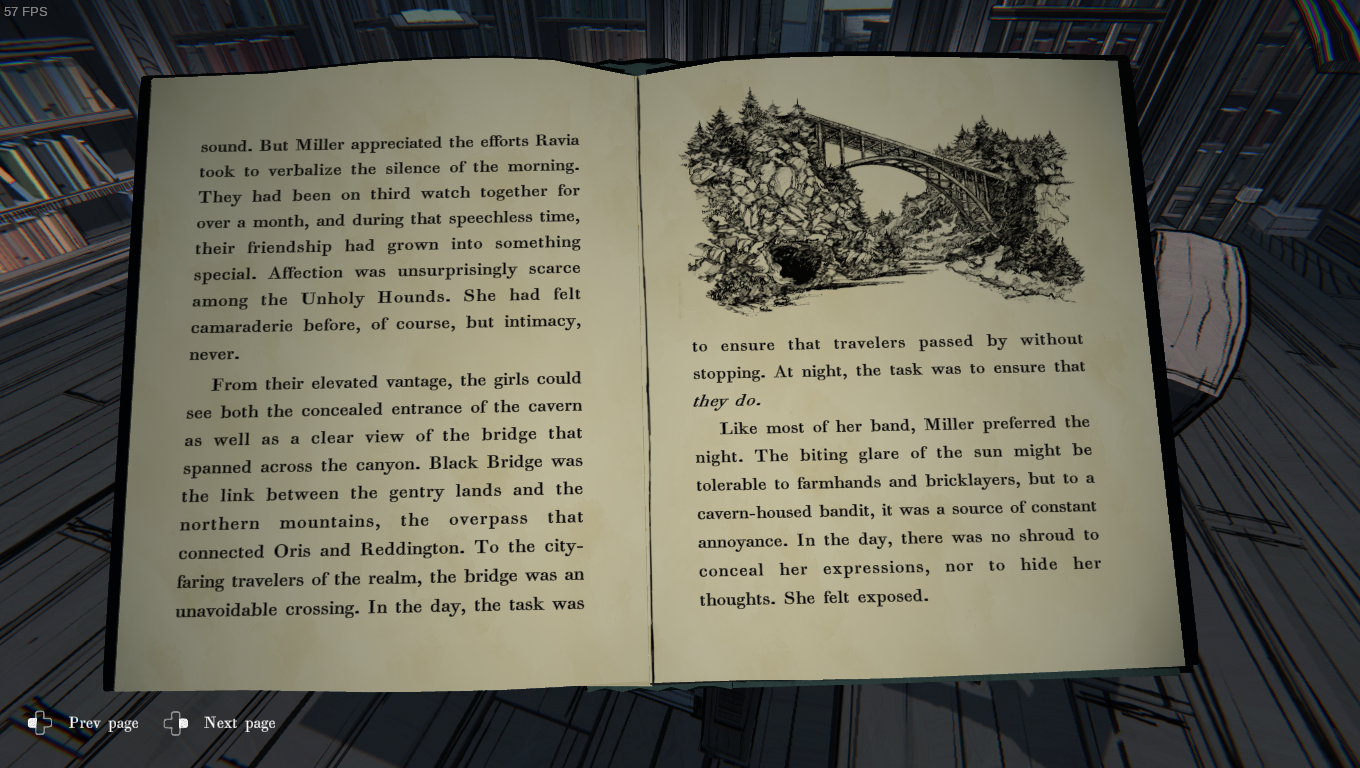 57 FPS
sound. But Miller appreciated the efforts Ravia
took to verbalize the silence of the morning.
They had been on third watch together for
over a month, and during that speechless time,
their friendship had grown into something
special. Affection was unsurprisingly scarce
among the Unholy Hounds. She had felt
camaraderie before, of course, but intimacy,
never.
From their elevated vantage, the girls could
see both the concealed entrance of the cavern
as well as a clear view of the bridge that
spanned across the canyon. Black Bridge was
the link between the gentry lands and the
northern mountains, the overpass that
connected Oris and Reddington. To the city-
faring travelers of the realm, the bridge was an
unavoidable crossing. In the day, the task was
to ensure that travelers passed by without
stopping. At night, the task was to ensure that
they do.
Like most of her band, Miller preferred the
night. The biting glare of the sun might be
tolerable to farmhands and bricklayers, but to a
cavern-housed bandit, it was a source of constant
annoyance. In the day, there was no shroud to
conceal her expressions, nor to hide her
thoughts. She felt exposed.
Prev page
Next page